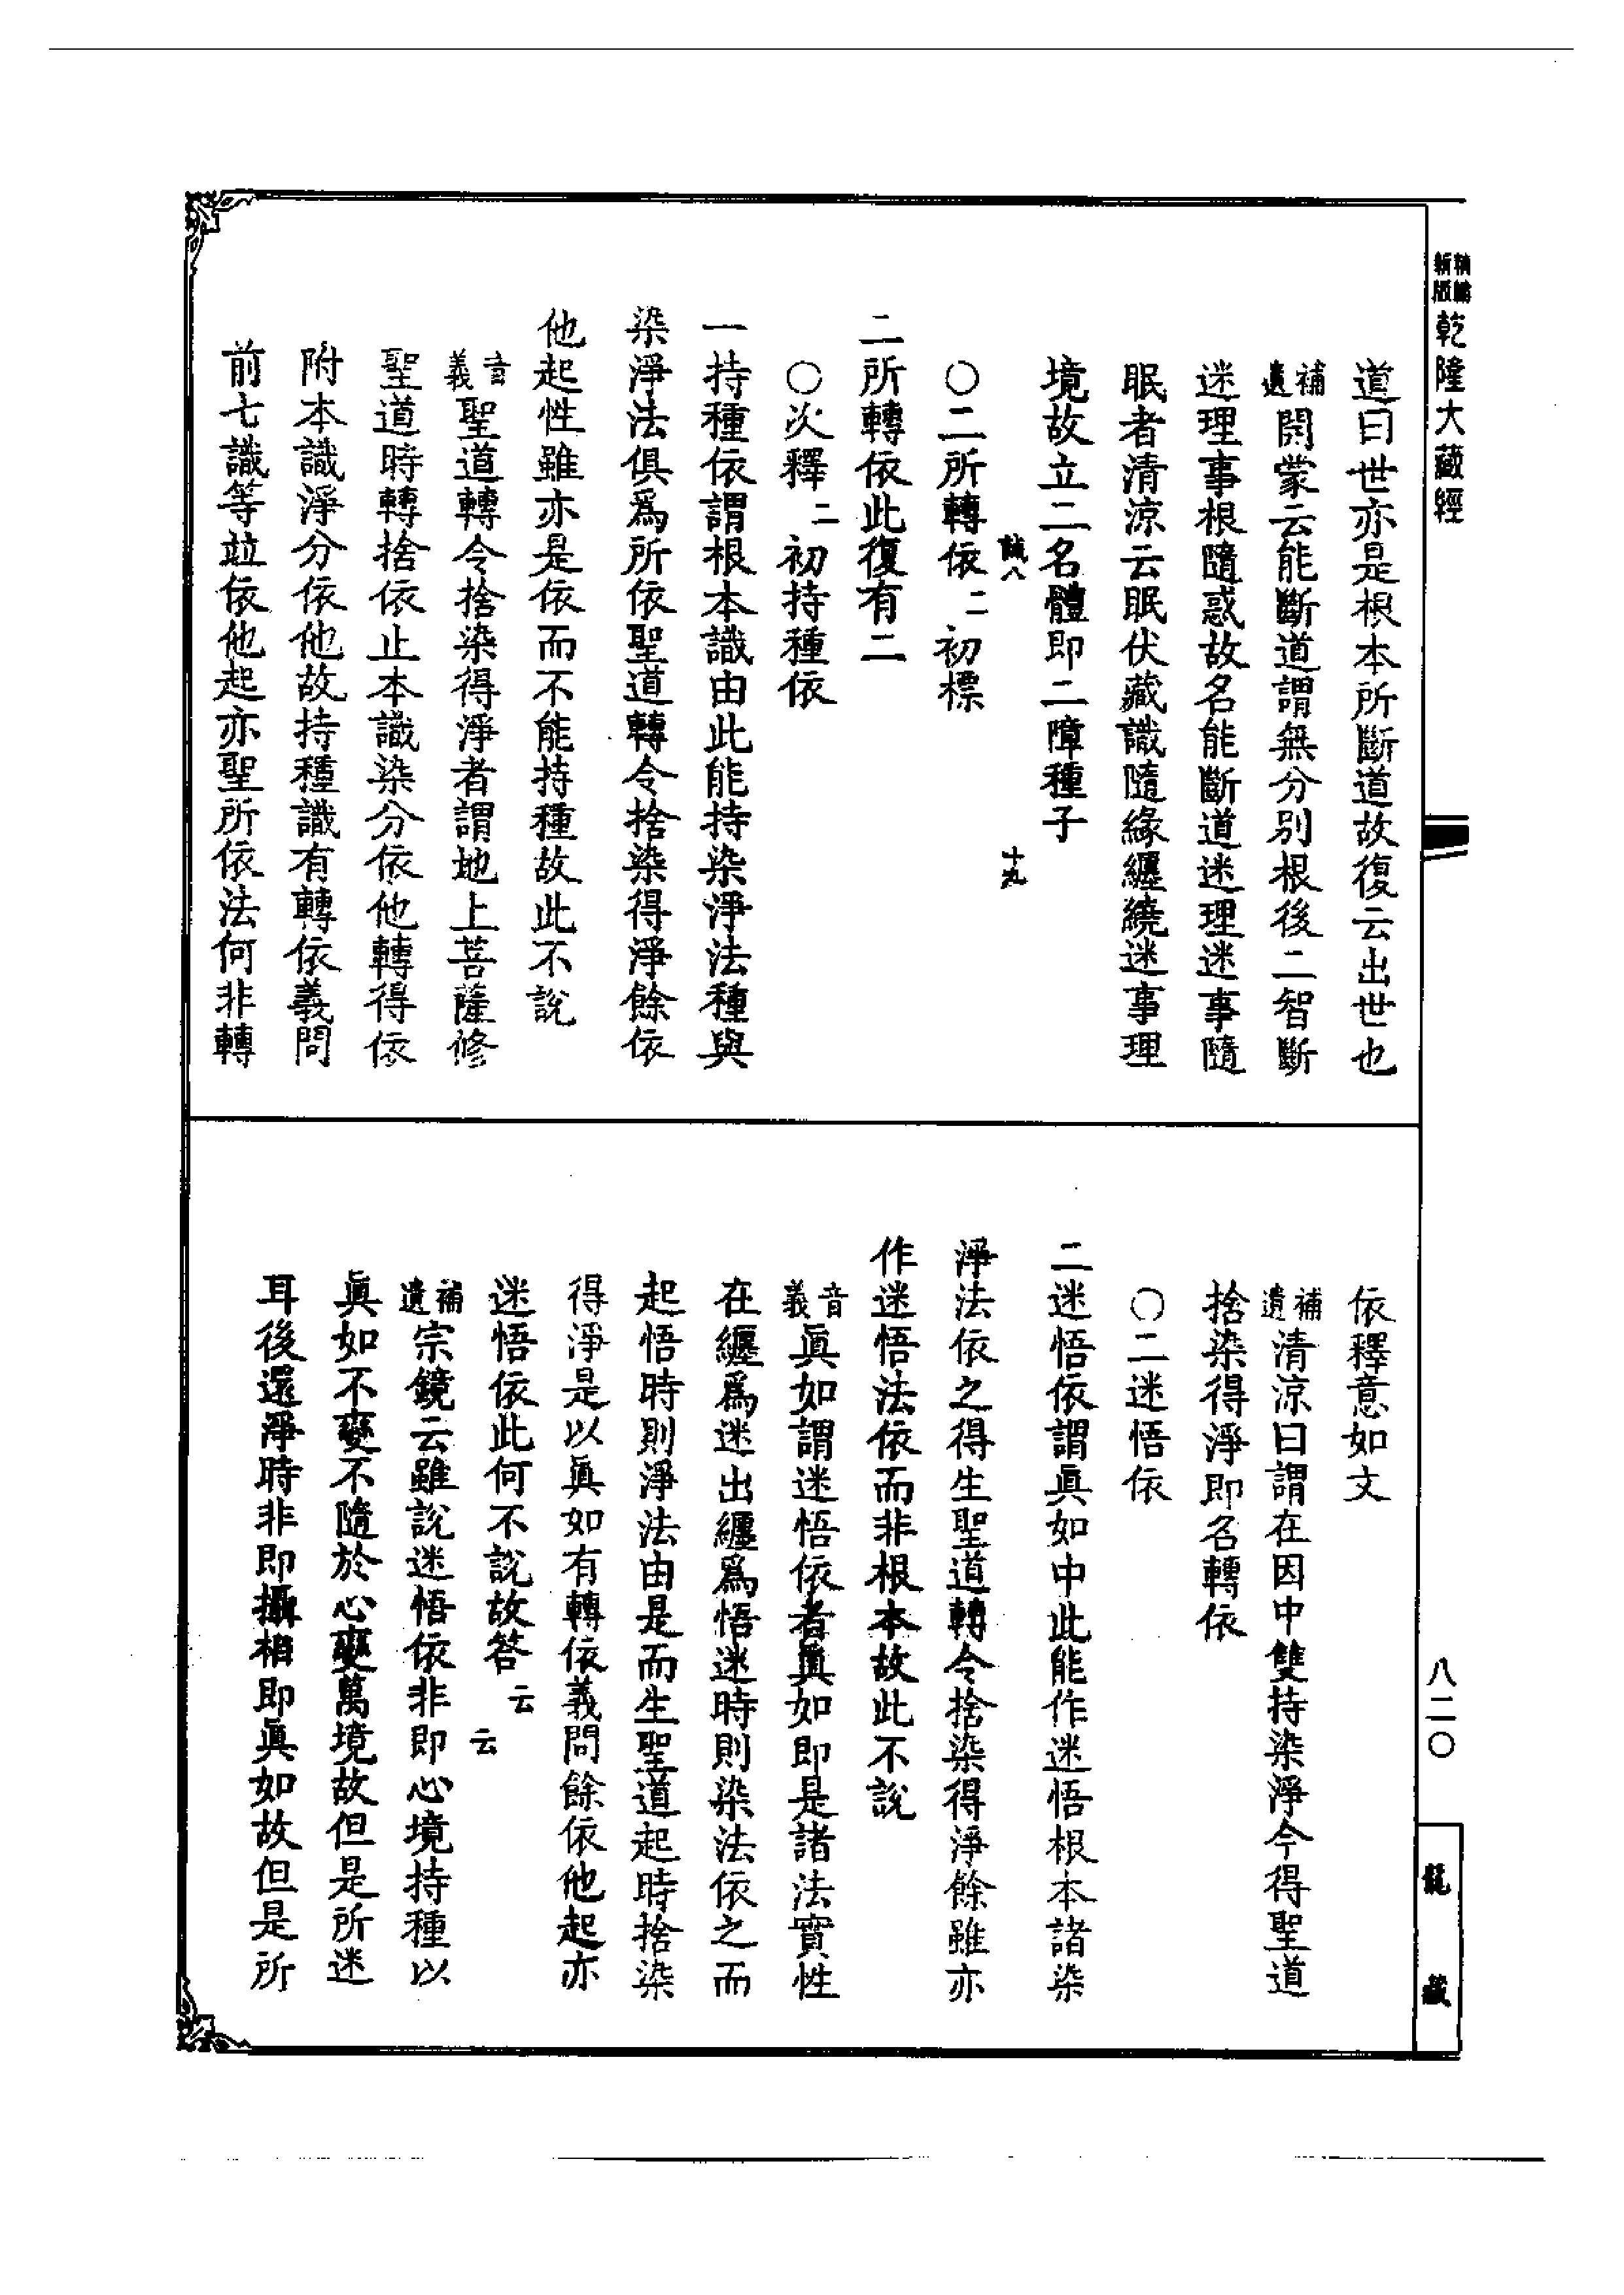 精編
新版
乾隆大藏經
道曰世亦是根本所斷道故復云出世也
補遺開蒙云能斷道謂無分別根後二智斷
迷理事根隨惑故名能斷道迷理迷事隨
眠者清涼云眠伏藏識隨緣纏繞迷事理
境故立二名體即二障種子
誠八
十九
〇二所轉依二初標
二所轉依此復有二
〇次釋二初持種依
一持種依謂根本識由此能持染淨法種與
染淨法俱爲所依聖道轉令捨染得淨餘依
他起性雖亦是依而不能持種故此不說
音義聖道轉令捨染得淨者謂地上菩薩修
聖道時轉捨依止本識染分依他轉得依
附本識淨分依他故持種識有轉依義問
前七識等竝依他起亦聖所依法何非轉
依釋意如文
補遺清涼曰謂在因中雙持染淨今得聖道
捨染得淨即名轉依
〇二迷悟依
二迷悟依謂眞如中此能作迷悟根本諸染
淨法依之得生聖道轉令捨染得淨餘雖亦
作迷悟法依而非根本故此不說
音義眞如謂迷悟依者眞如即是諸法實性
在纏爲迷出纏爲悟迷時則染法依之而
起悟時則淨法由是而生聖道起時捨染
得淨是以眞如有轉依義問餘依他起亦
迷悟依此何不說故答云云
補遺宗鏡云雖說迷悟依非即心境持種以
眞如不變不隨於心變萬境故但是所迷
耳後還淨時非即攝相即眞如故但是所
八二〇
龍藏